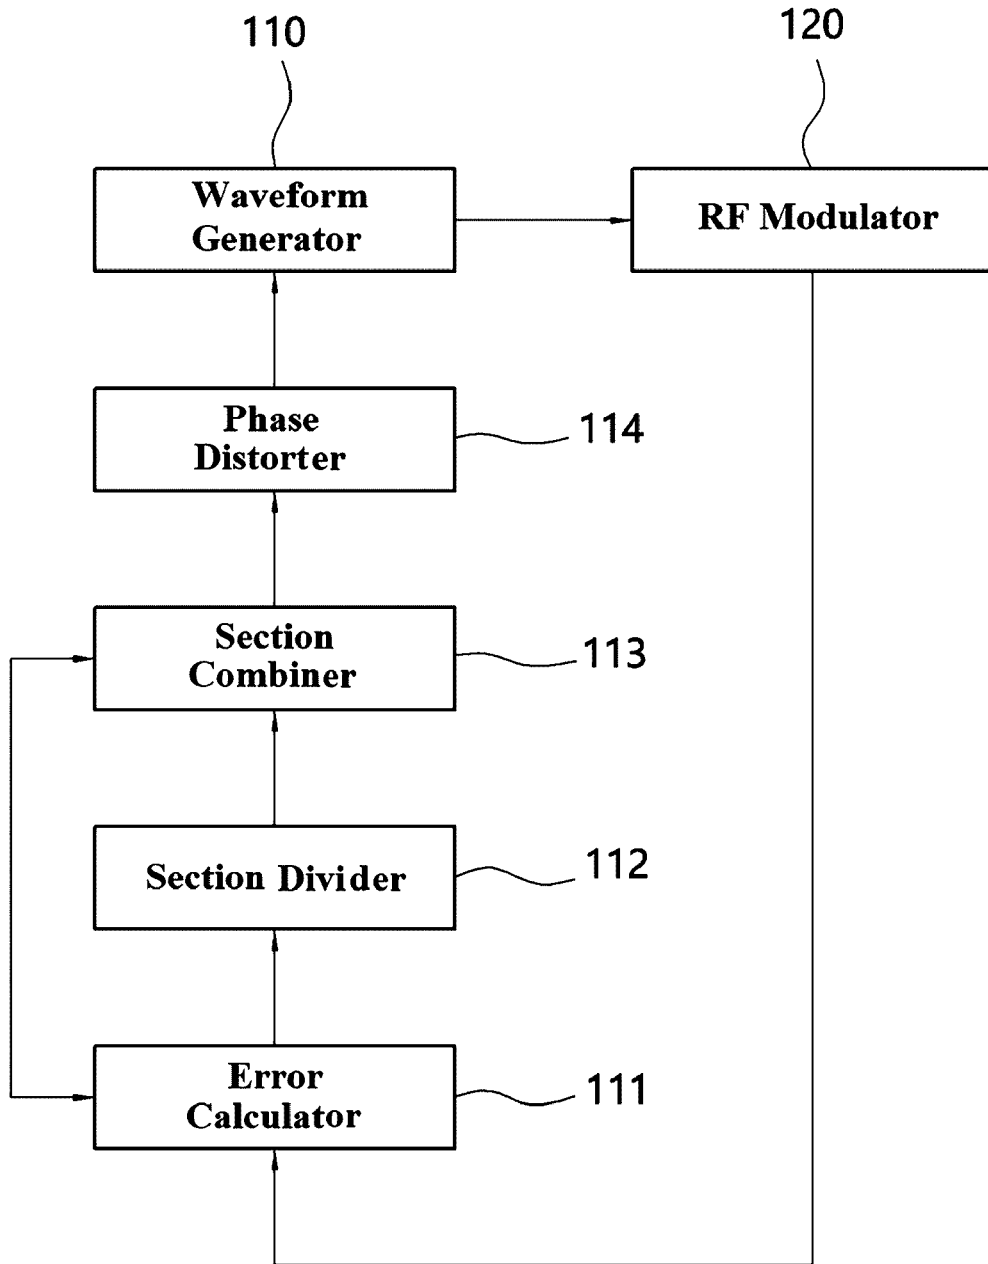 110
120
Waveform
Generator
RF Modulator
Phase
Distorter
114
Section
Combiner
113
Section Divider
112
Error
Calculator
111